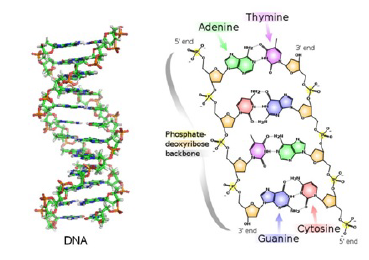 Thymine
Adenine
5' end
3' end
Phosphate-
deoxyribose
backbone
3' end
5' end
Cytosine
Guanine
DNA